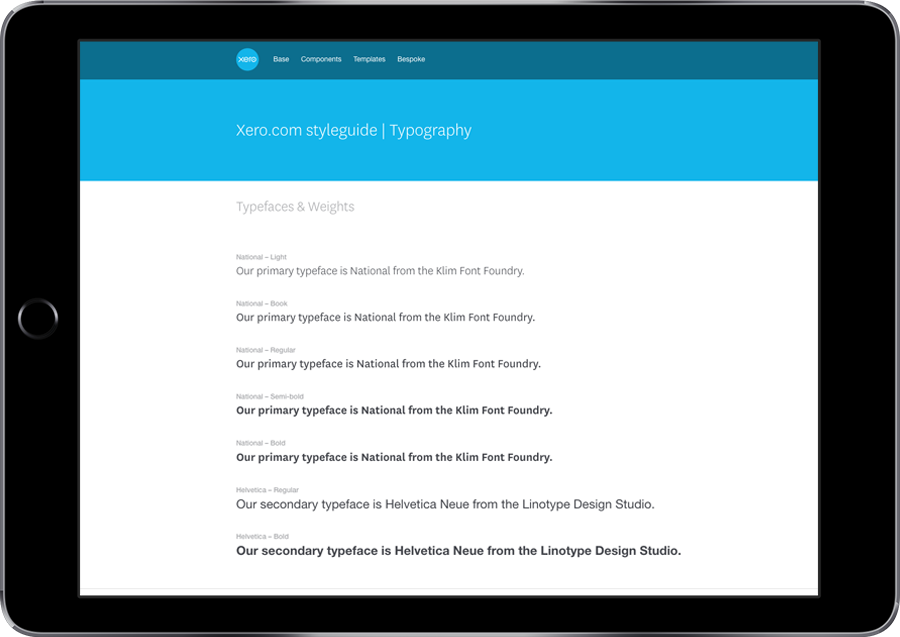 xero
Base Components Templates Bespoke
Xero.com styleguide | Typography
Typefaces & Weights
National – Light
Our primary typeface is National from the Klim Font Foundry.
National – Book
Our primary typeface is National from the Klim Font Foundry.
National – Regular
Our primary typeface is National from the Klim Font Foundry.
National – Semi-bold
Our primary typeface is National from the Klim Font Foundry.
National – Bold
Our primary typeface is National from the Klim Font Foundry.
Helvetica – Regular
Our secondary typeface is Helvetica Neue from the Linotype Design Studio.
Helvetica – Bold
Our secondary typeface is Helvetica Neue from the Linotype Design Studio.